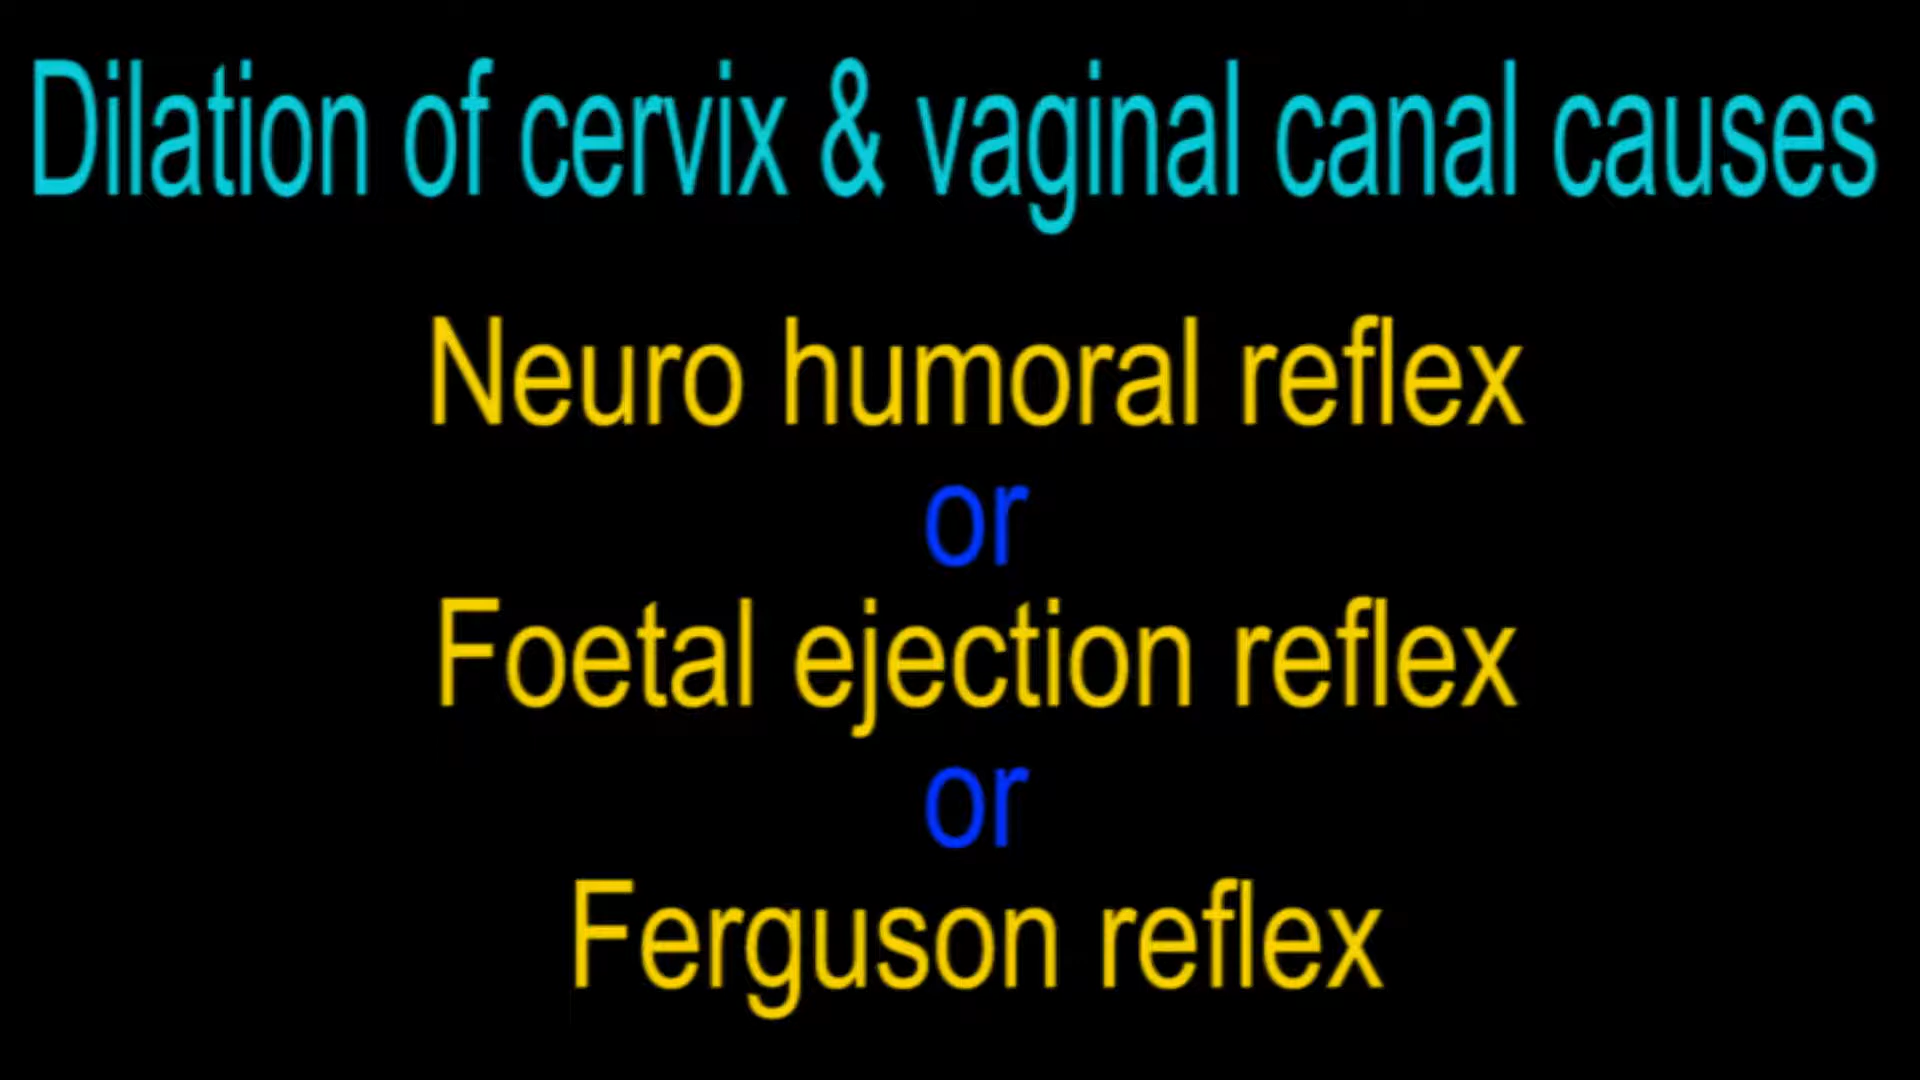 Dilation of cervix & vaginal canal causes
Neuro humoral reflex
or
Foetal ejection reflex
or
Ferguson reflex